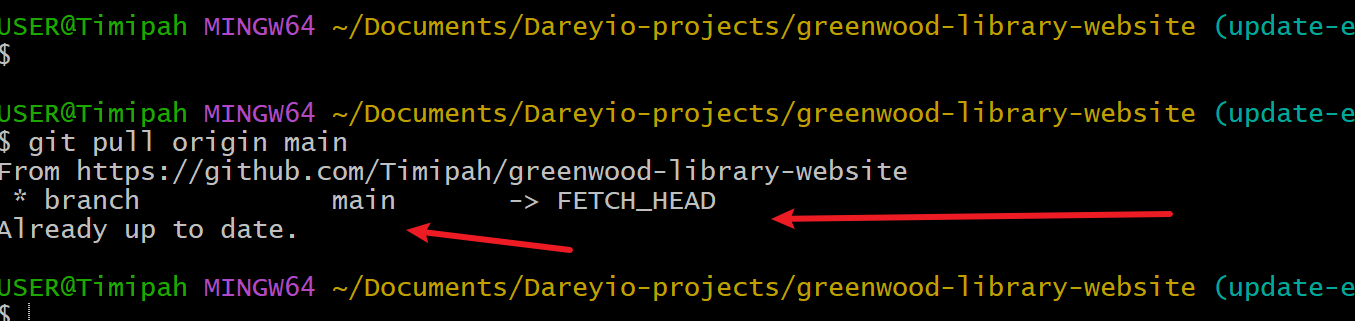 USER@Timipah MINGW64 ~/Documents/Dareyio-projects/greenwood-library-website (update-e
$
USER@Timipah MINGW64 ~/Documents/Dareyio-projects/greenwood-library-website (update-e
$ git pull origin main
From https://github.com/Timipah/greenwood-library-website
 * branch            main       -> FETCH_HEAD
Already up to date.
USER@Timipah MINGW64 ~/Documents/Dareyio-projects/greenwood-library-website (update-e
$